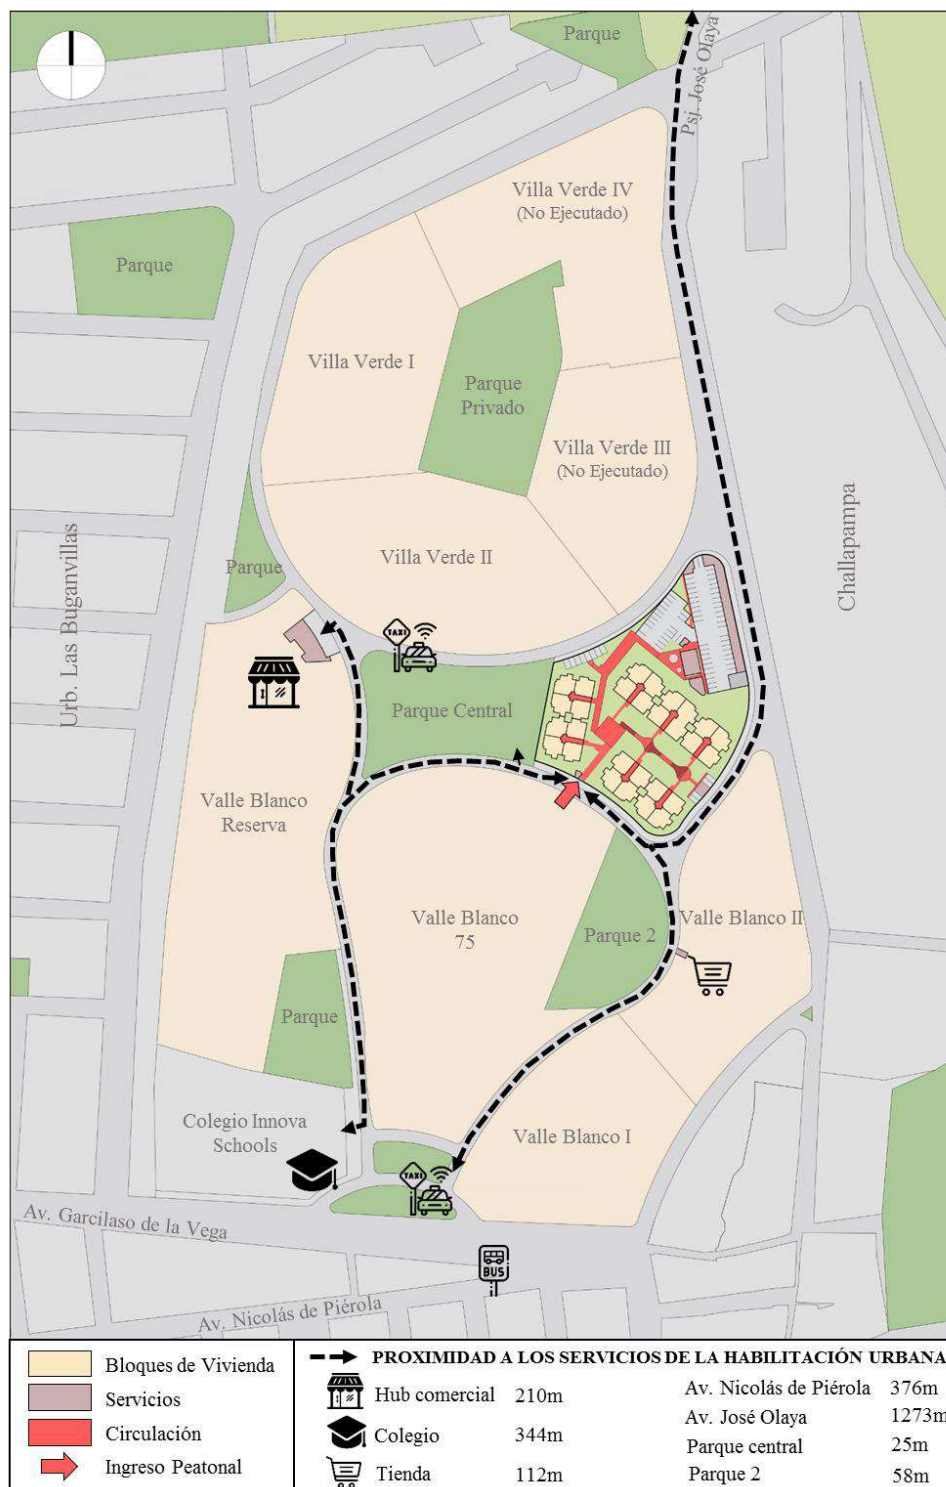 Parque
Psj. José Olaya
Villa Verde IV
(No Ejecutado)
Parque
Villa Verde I
Parque
Privado
Villa Verde III
(No Ejecutado)
Challapampa
Urb. Las Buganvillas
Villa Verde II
Parque
TAXI
Parque Central
Valle Blanco
Reserva
Valle Blanco
75
Parque 2
Valle Blanco II
Parque
Colegio Innova
Schools
Valle Blanco I
TAXI
Av. Garcilaso de la Vega
BUS
Av. Nicolás de Piérola
Bloques de Vivienda
Servicios
Circulación
Ingreso Peatonal
PROXIMIDAD A LOS SERVICIOS DE LA HABILITACIÓN URBANA
Hub comercial 210m
Colegio 344m
Tienda 112m
Av. Nicolás de Piérola 376m
Av. José Olaya 1273m
Parque central 25m
Parque 2 58m